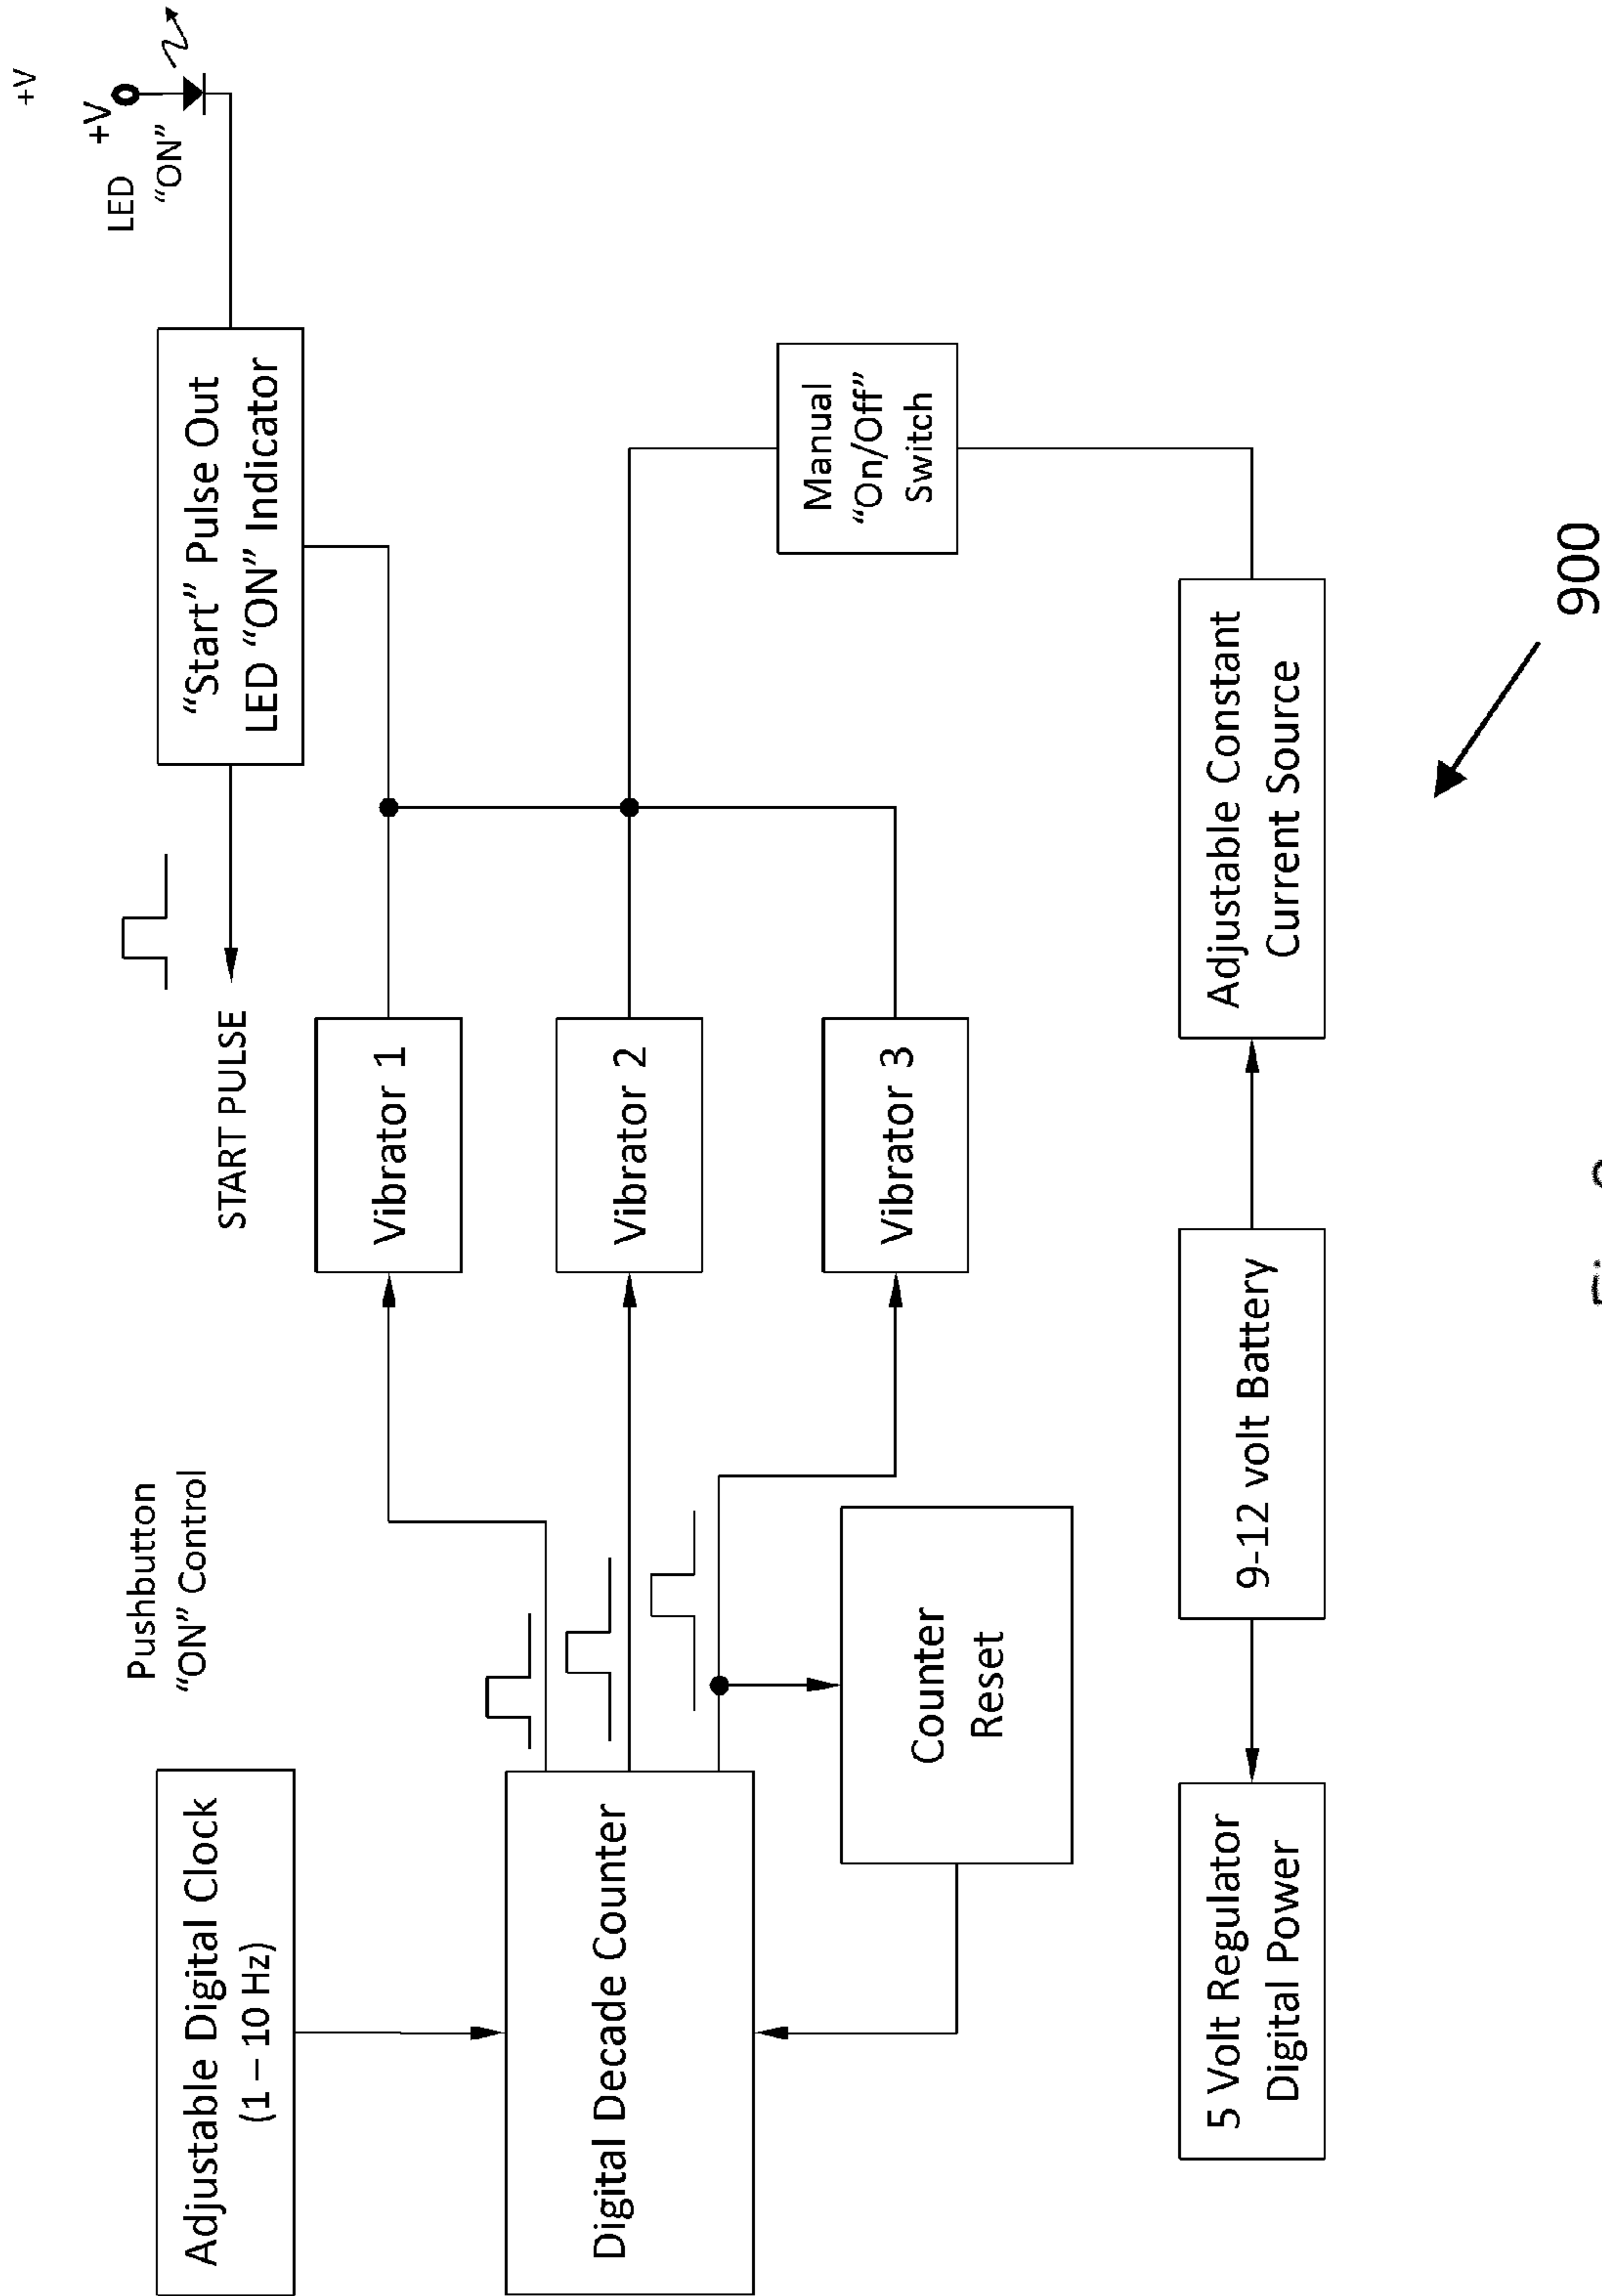 +V
+V
LED
“ON”
Pushbutton
“ON” Control
Adjustable Digital Clock
(1 – 10 Hz)
“Start” Pulse Out
LED “ON” Indicator
START PULSE
Digital Decade Counter
Vibrator 1
Vibrator 2
Vibrator 3
Counter
Reset
Manual
“On/Off”
Switch
5 Volt Regulator
Digital Power
9-12 volt Battery
Adjustable Constant
Current Source
900